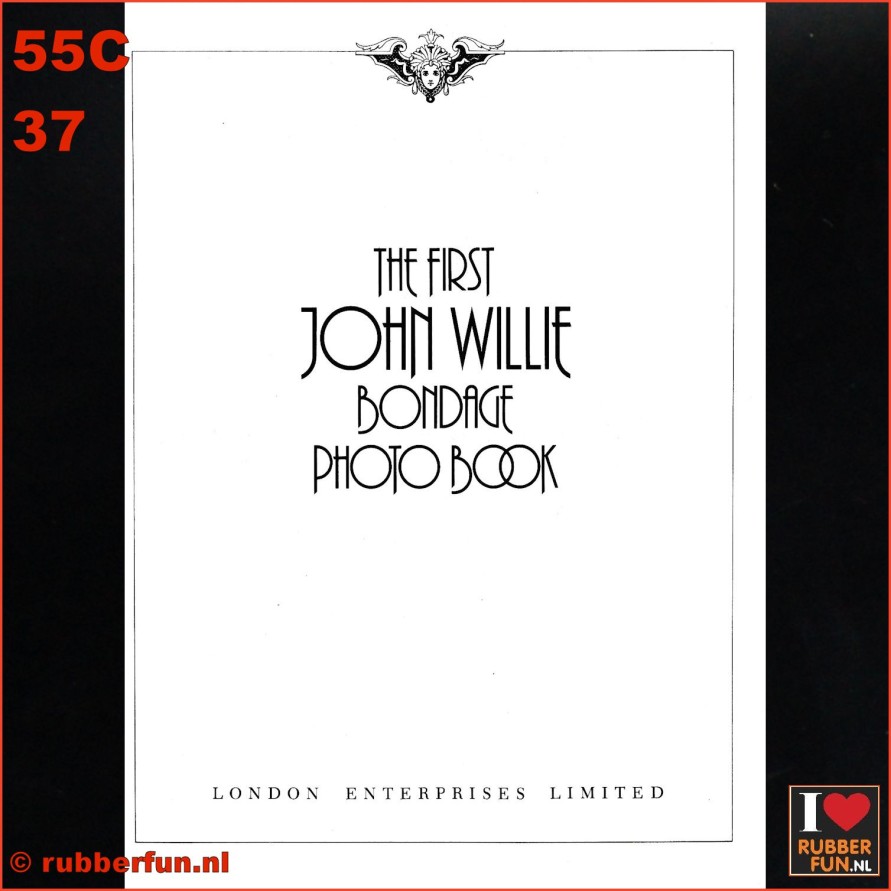 55C
37
THE FIRST
JOHN WILLIE
BONDAGE
PHOTO BOOK
LONDON ENTERPRISES LIMITED
© rubberfun.nl
I
RUBBER
FUN.NL